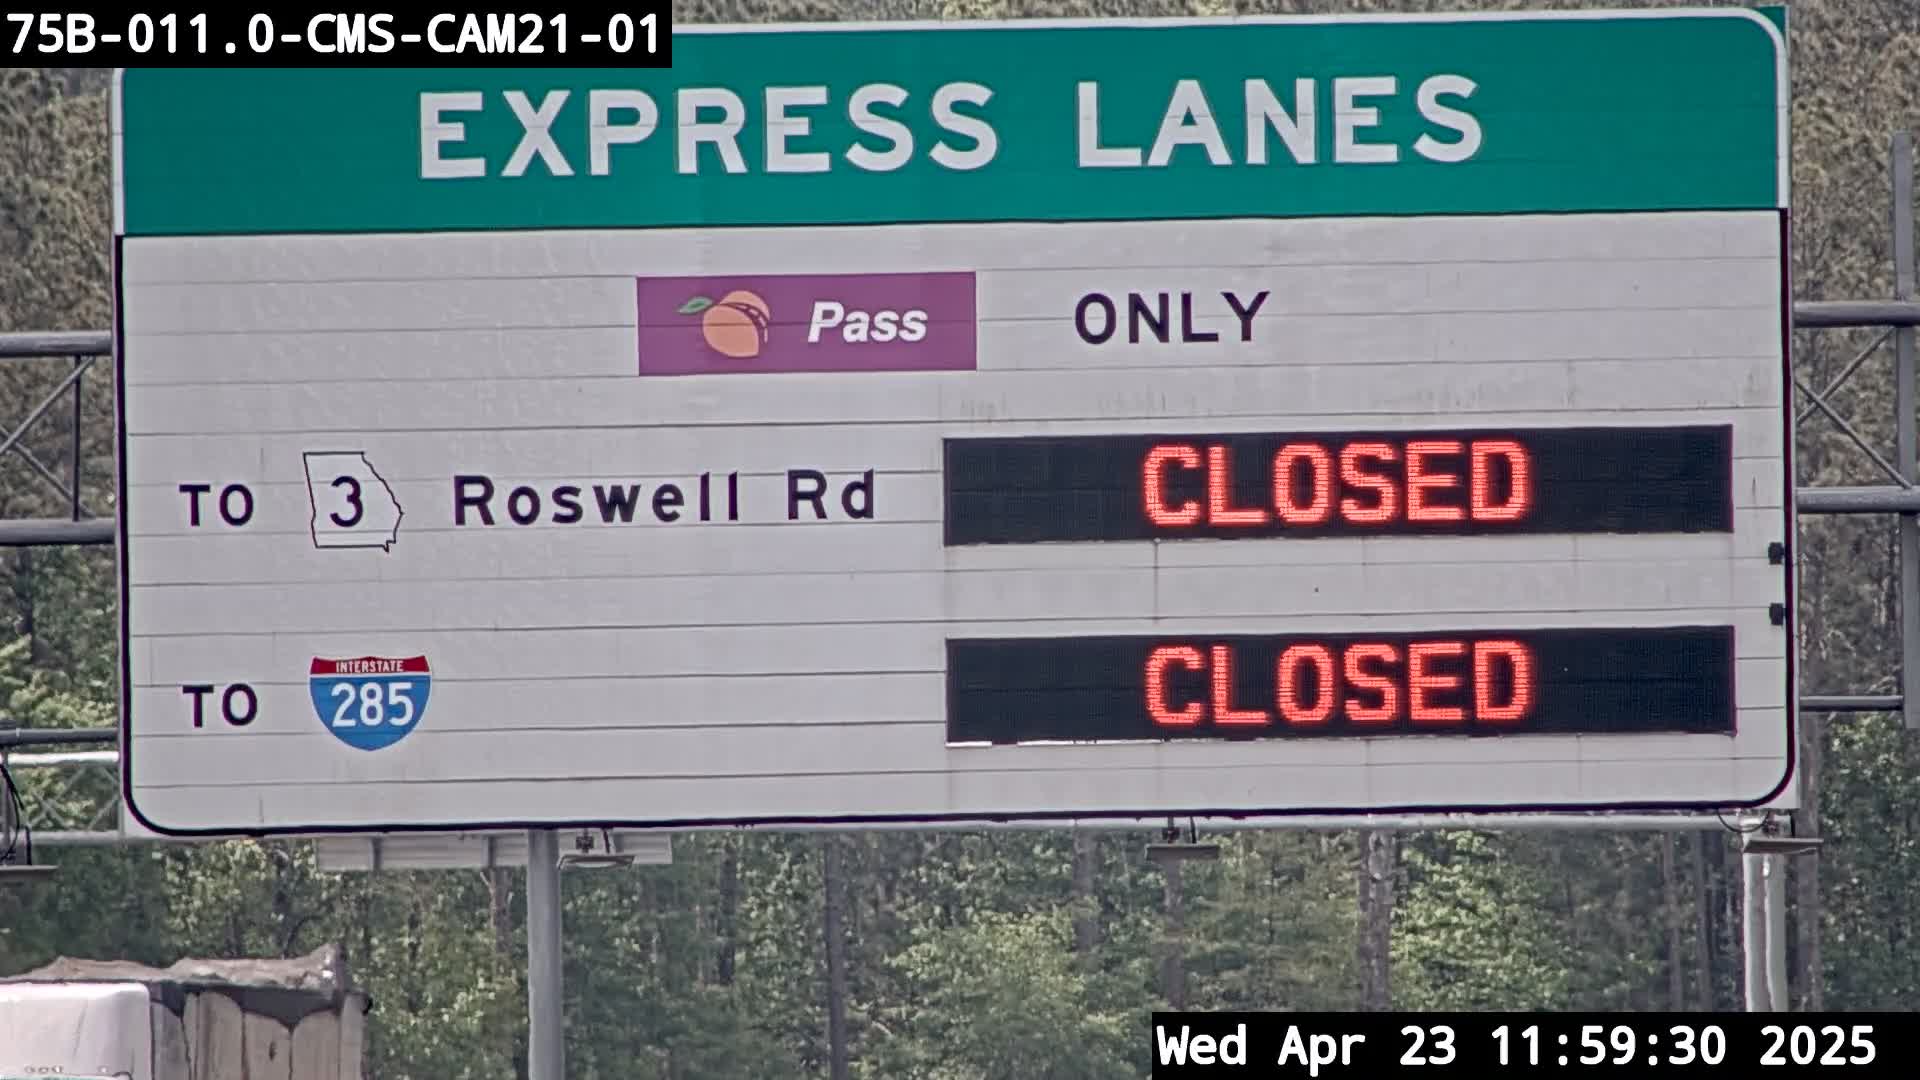 75B-011.0-CMS-CAM21-01
EXPRESS LANES
Pass ONLY
TO 3 Roswell Rd CLOSED
TO INTERSTATE 285 CLOSED
Wed Apr 23 11:59:30 2025